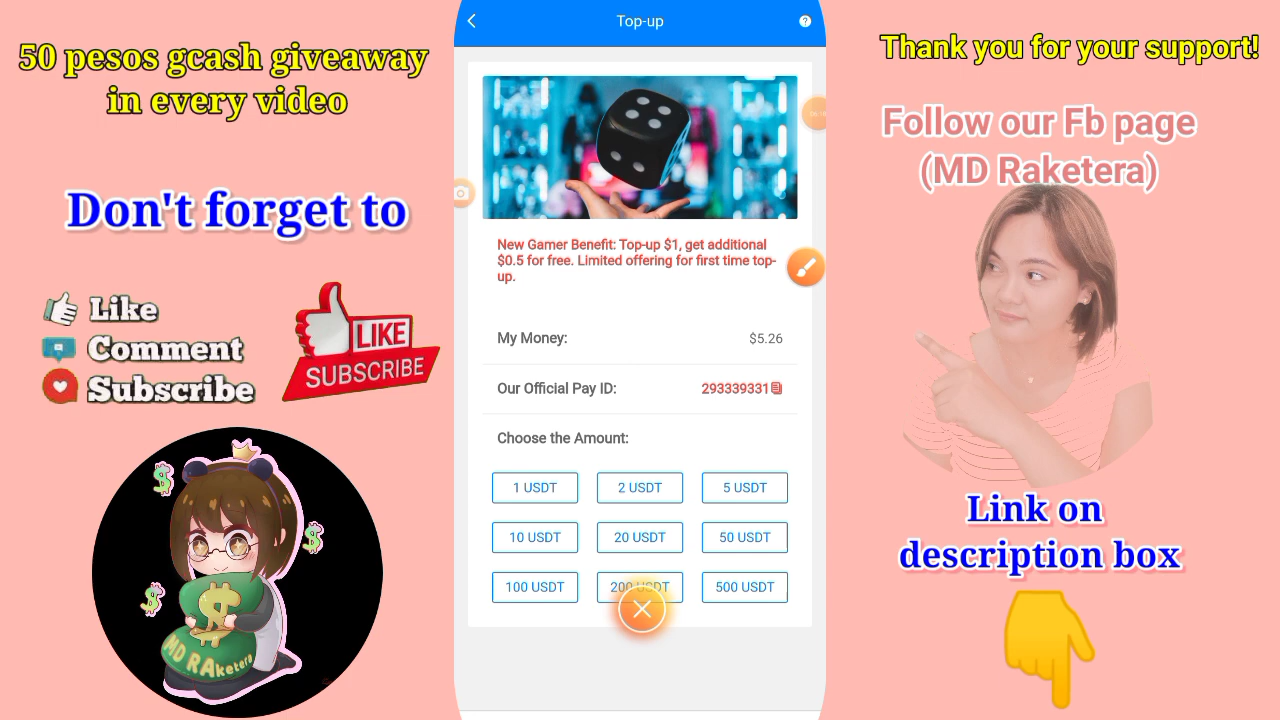 50 pesos gcash giveaway
in every video
Don't forget to
Like
Comment
Subscribe
LIKE
SUBSCRIBE
MD RAketera
Top-up
New Gamer Benefit: Top-up $1, get additional
$0.5 for free. Limited offering for first time top-
up.
My Money:
$5.26
Our Official Pay ID:
293339331
Choose the Amount:
1 USDT
2 USDT
5 USDT
10 USDT
20 USDT
50 USDT
100 USDT
200 USDT
500 USDT
Thank you for your support!
Follow our Fb page
(MD Raketera)
Link on
description box